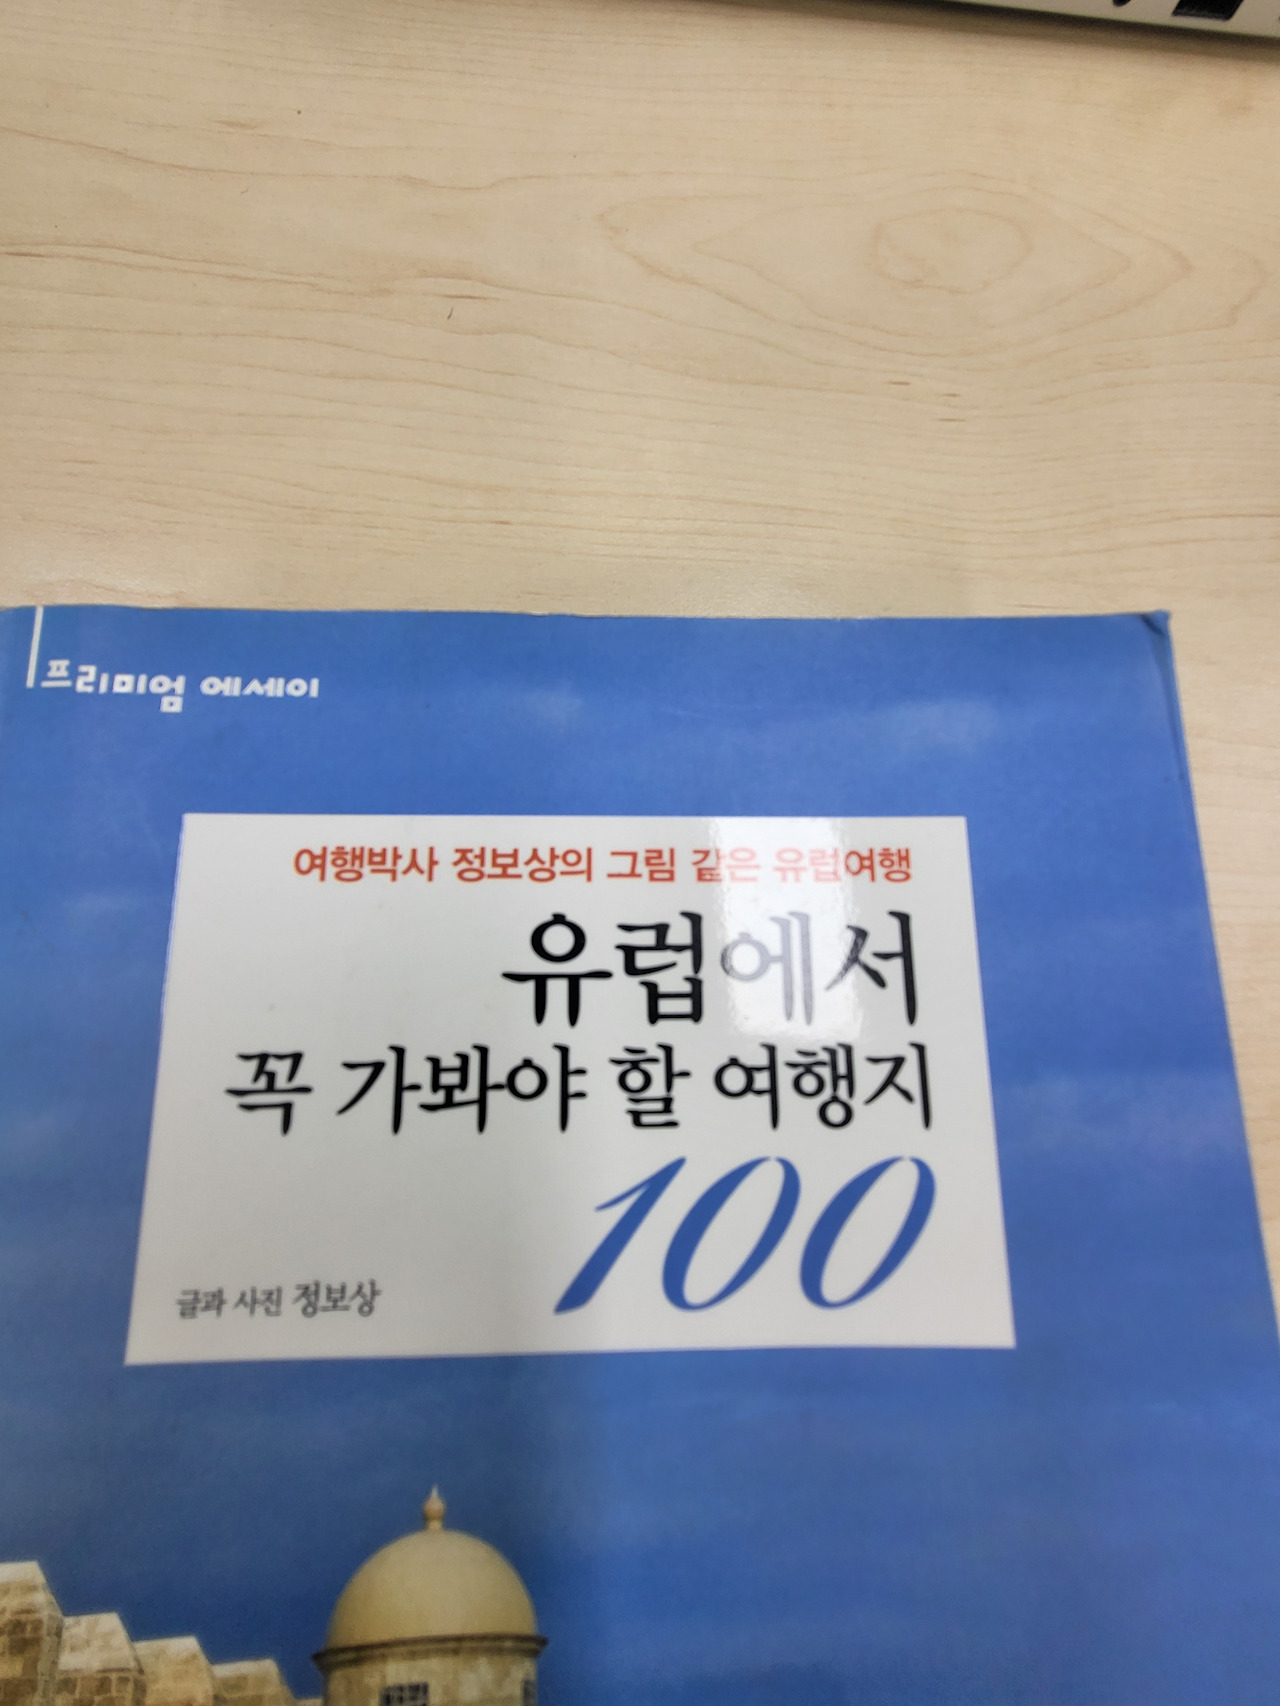 프리미엄 에세이
여행박사 정보상의 그림 같은 유럽여행
유럽에서
꼭 가봐야 할 여행지
100
글과 사진 정보상